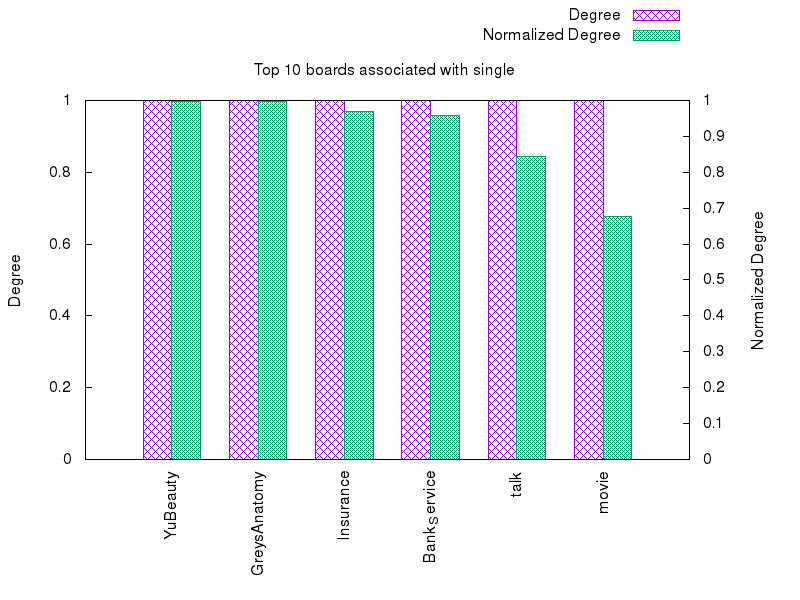 Degree
Normalized Degree
Top 10 boards associated with single
1
0.8
0.6
0.4
0.2
0
1
0.9
0.8
0.7
0.6
0.5
0.4
0.3
0.2
0.1
0
Degree
Normalized Degree
YuBeauty
GreysAnatomy
Insurance
BankService
talk
movie